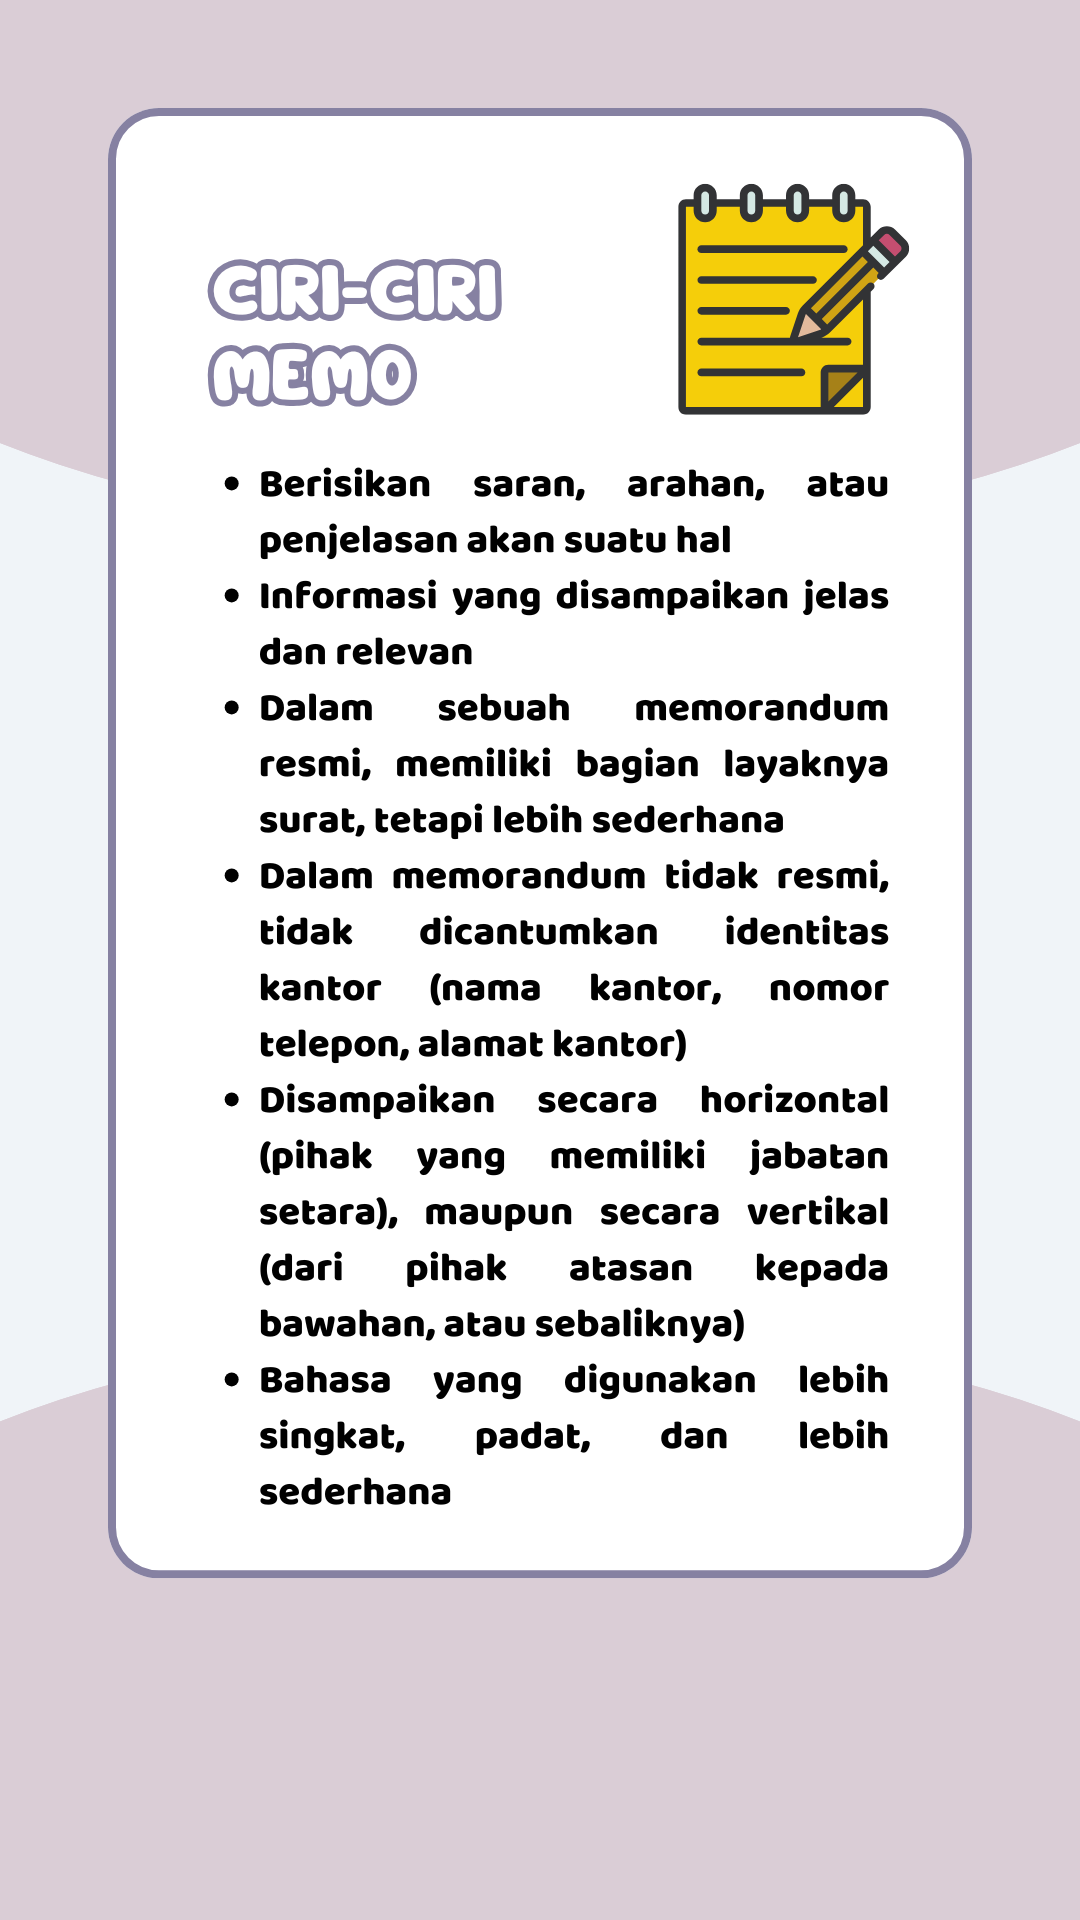 CIRI-CIRI
MEMO
• Berisikan saran, arahan, atau
penjelasan akan suatu hal
• Informasi yang disampaikan jelas
dan relevan
• Dalam sebuah memorandum
resmi, memiliki bagian layaknya
surat, tetapi lebih sederhana
• Dalam memorandum tidak resmi,
tidak dicantumkan identitas
kantor (nama kantor, nomor
telepon, alamat kantor)
• Disampaikan secara horizontal
(pihak yang memiliki jabatan
setara), maupun secara vertikal
(dari pihak atasan kepada
bawahan, atau sebaliknya)
• Bahasa yang digunakan lebih
singkat, padat, dan lebih
sederhana